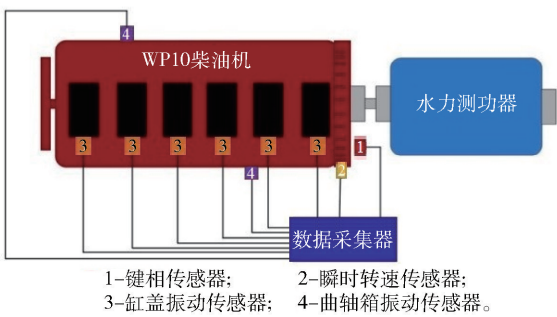 4
WP10柴油机
水力测功器
3 3 3 3 3 3 1
4 2
数据采集器
1-键相传感器; 2-瞬时转速传感器;
3-缸盖振动传感器; 4-曲轴箱振动传感器。